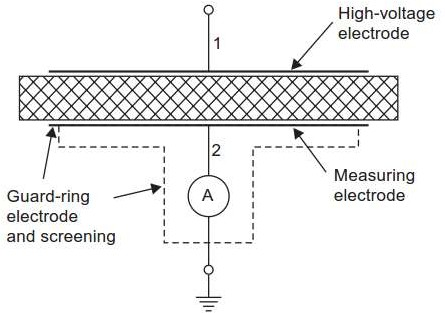 High-voltage
electrode
1
2
A
Measuring
electrode
Guard-ring
electrode
and screening